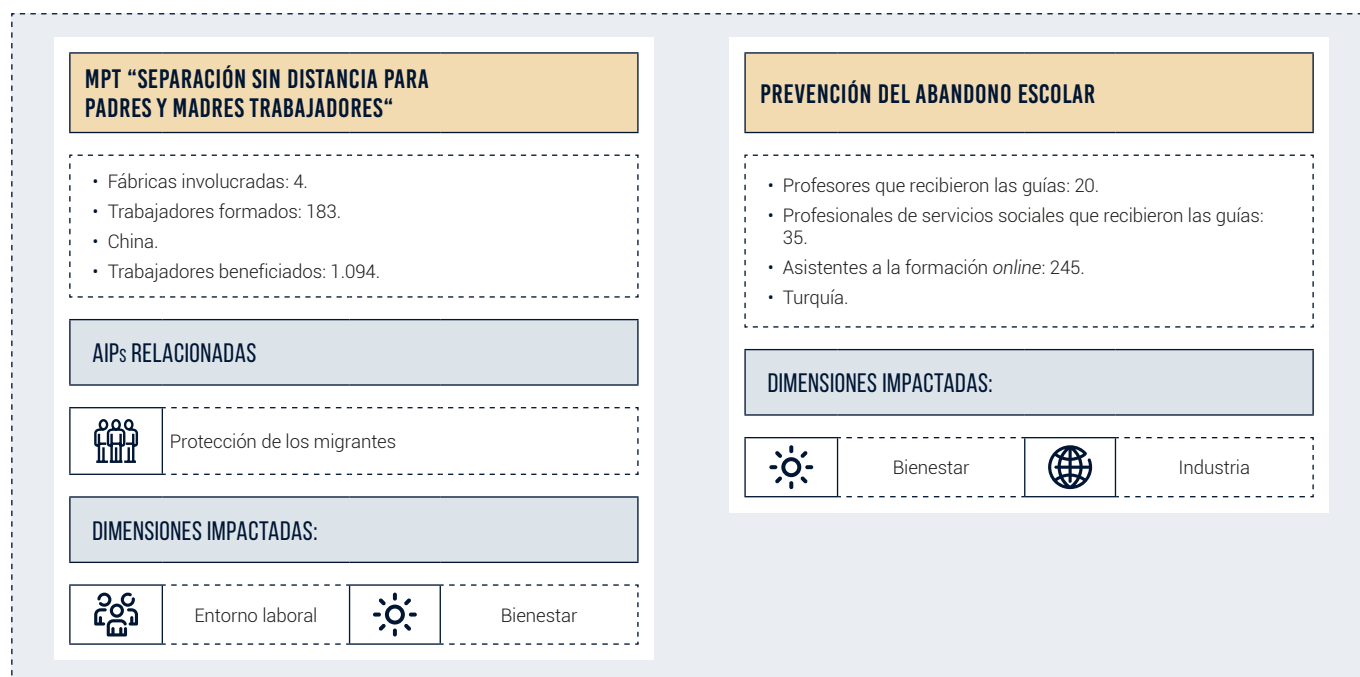 MPT “SEPARACIÓN SIN DISTANCIA PARA
PADRES Y MADRES TRABAJADORES“
• Fábricas involucradas: 4.
• Trabajadores formados: 183.
• China.
• Trabajadores beneficiados: 1.094.
AIPs RELACIONADAS
Protección de los migrantes
DIMENSIONES IMPACTADAS:
Entorno laboral
Bienestar
PREVENCIÓN DEL ABANDONO ESCOLAR
• Profesores que recibieron las guías: 20.
• Profesionales de servicios sociales que recibieron las guías:
35.
• Asistentes a la formación online: 245.
• Turquía.
DIMENSIONES IMPACTADAS:
Bienestar
Industria